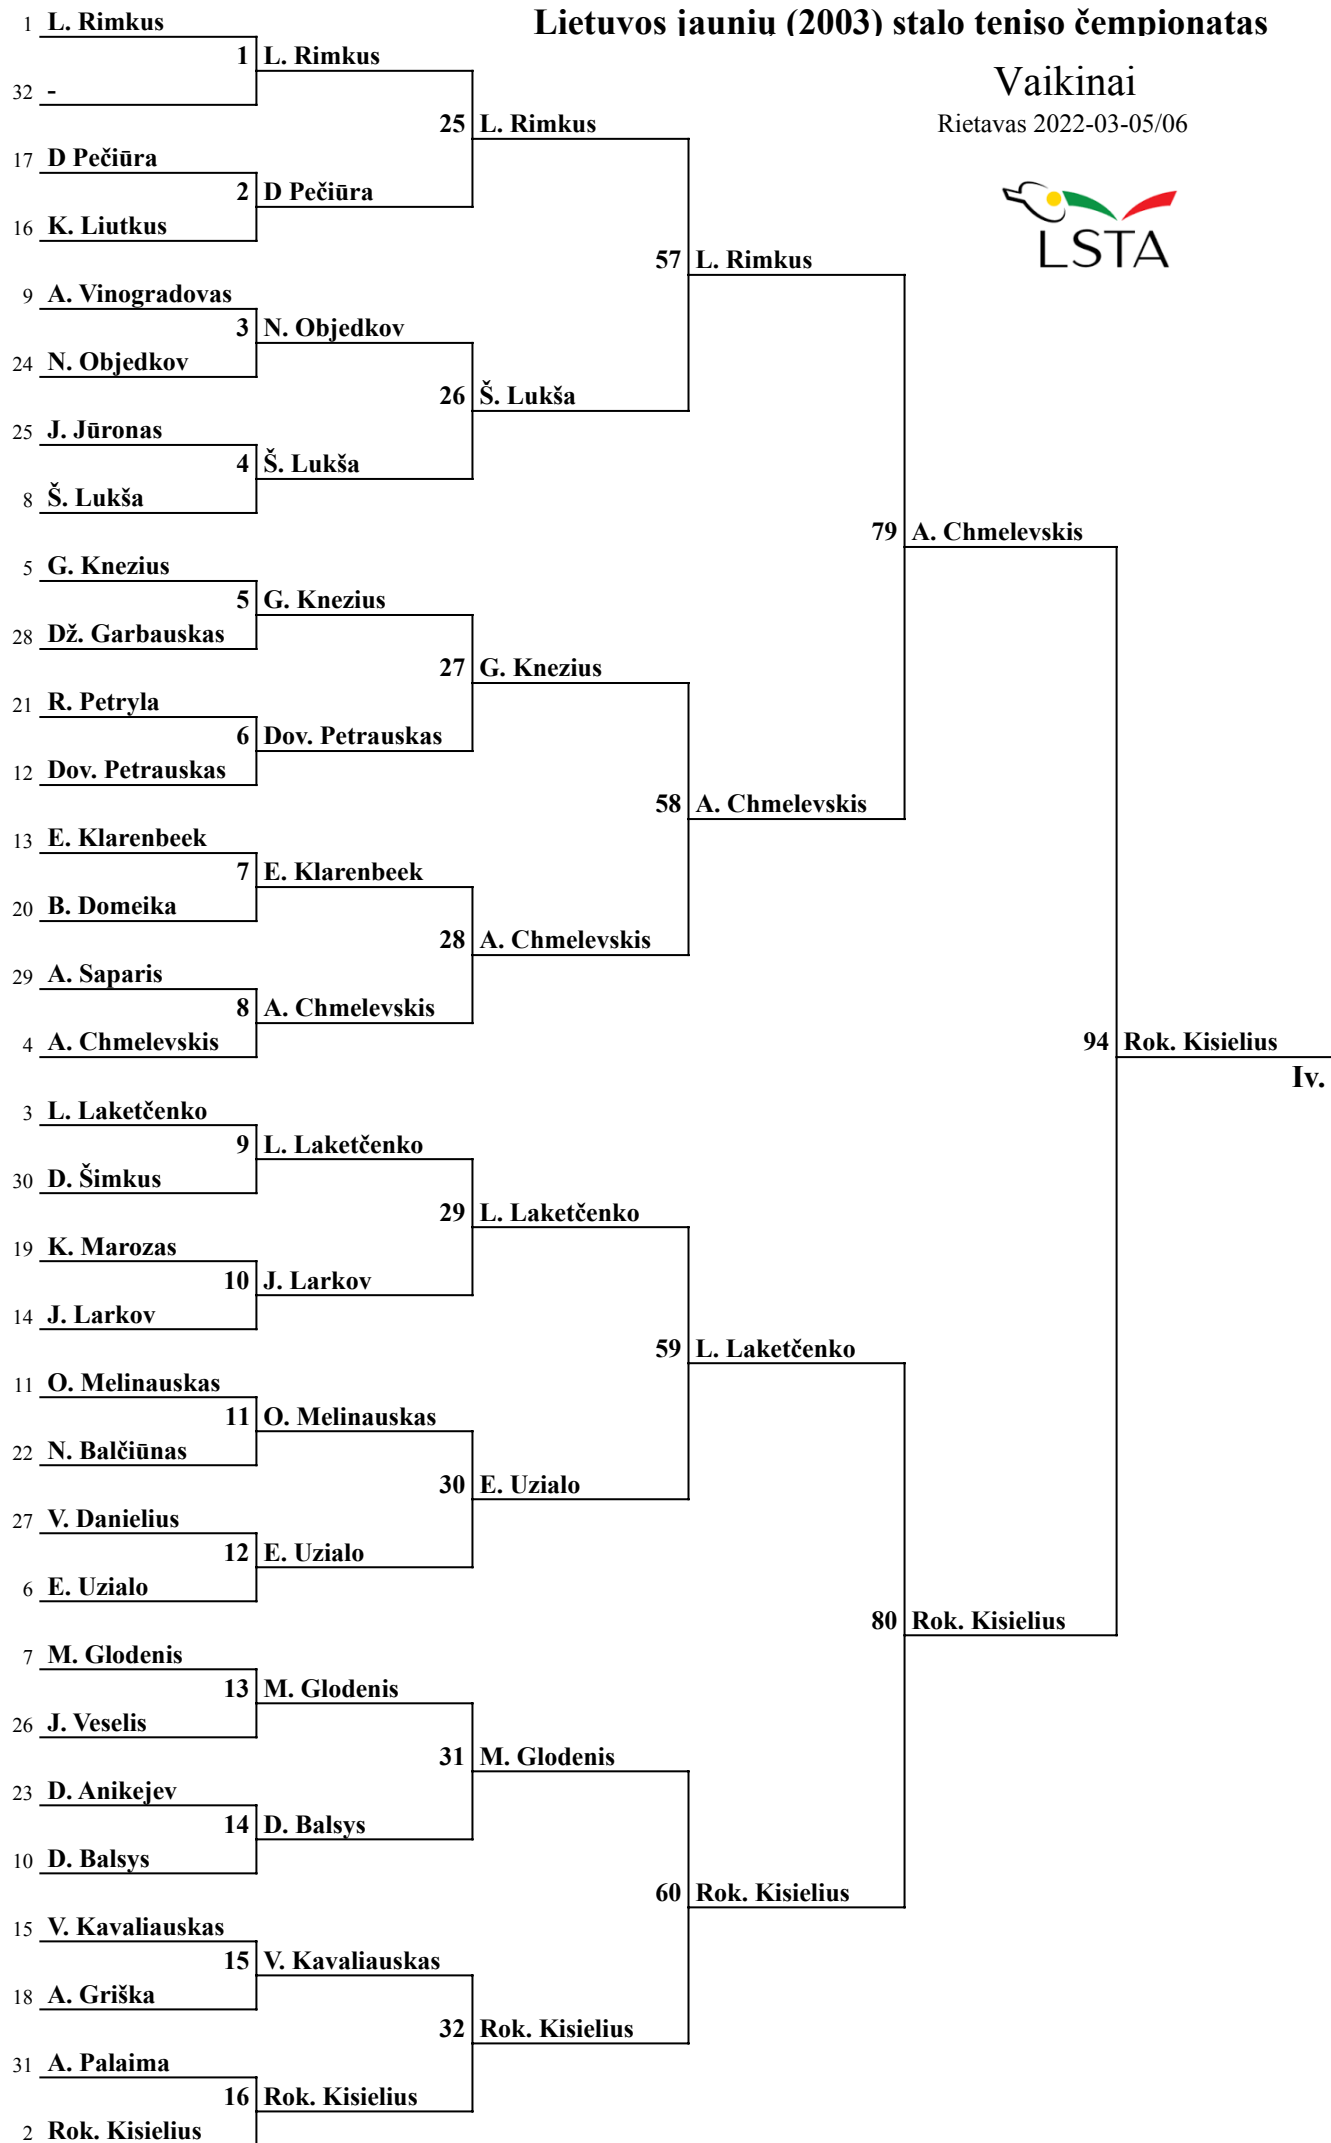 Lietuvos jaunių (2003) stalo teniso čempionatas
Vaikinai
Rietavas 2022-03-05/06
LSTA
1 L. Rimkus
1 L. Rimkus
32 -
25 L. Rimkus
17 D Pečiūra
2 D Pečiūra
16 K. Liutkus
57 L. Rimkus
9 A. Vinogradovas
3 N. Objedkov
24 N. Objedkov
26 Š. Lukša
25 J. Jūronas
4 Š. Lukša
8 Š. Lukša
79 A. Chmelevskis
5 G. Knezius
5 G. Knezius
28 Dž. Garbauskas
27 G. Knezius
21 R. Petryla
6 Dov. Petrauskas
12 Dov. Petrauskas
58 A. Chmelevskis
13 E. Klarenbeek
7 E. Klarenbeek
20 B. Domeika
28 A. Chmelevskis
29 A. Saparis
8 A. Chmelevskis
4 A. Chmelevskis
94 Rok. Kisielius
Iv.
3 L. Laketčenko
9 L. Laketčenko
30 D. Šimkus
29 L. Laketčenko
19 K. Marozas
10 J. Larkov
14 J. Larkov
59 L. Laketčenko
11 O. Melinauskas
11 O. Melinauskas
22 N. Balčiūnas
30 E. Uzialo
27 V. Danielius
12 E. Uzialo
6 E. Uzialo
80 Rok. Kisielius
7 M. Glodenis
13 M. Glodenis
26 J. Veselis
31 M. Glodenis
23 D. Anikejev
14 D. Balsys
10 D. Balsys
60 Rok. Kisielius
15 V. Kavaliauskas
15 V. Kavaliauskas
18 A. Griška
32 Rok. Kisielius
31 A. Palaima
16 Rok. Kisielius
2 Rok. Kisielius